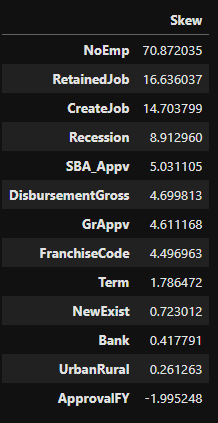 Skew
NoEmp 70.872035
RetainedJob 16.636037
CreateJob 14.703799
Recession 8.912960
SBA_Appv 5.031105
DisbursementGross 4.699813
GrAppv 4.611168
FranchiseCode 4.496963
Term 1.786472
NewExist 0.723012
Bank 0.417791
UrbanRural 0.261263
ApprovalFY -1.995248